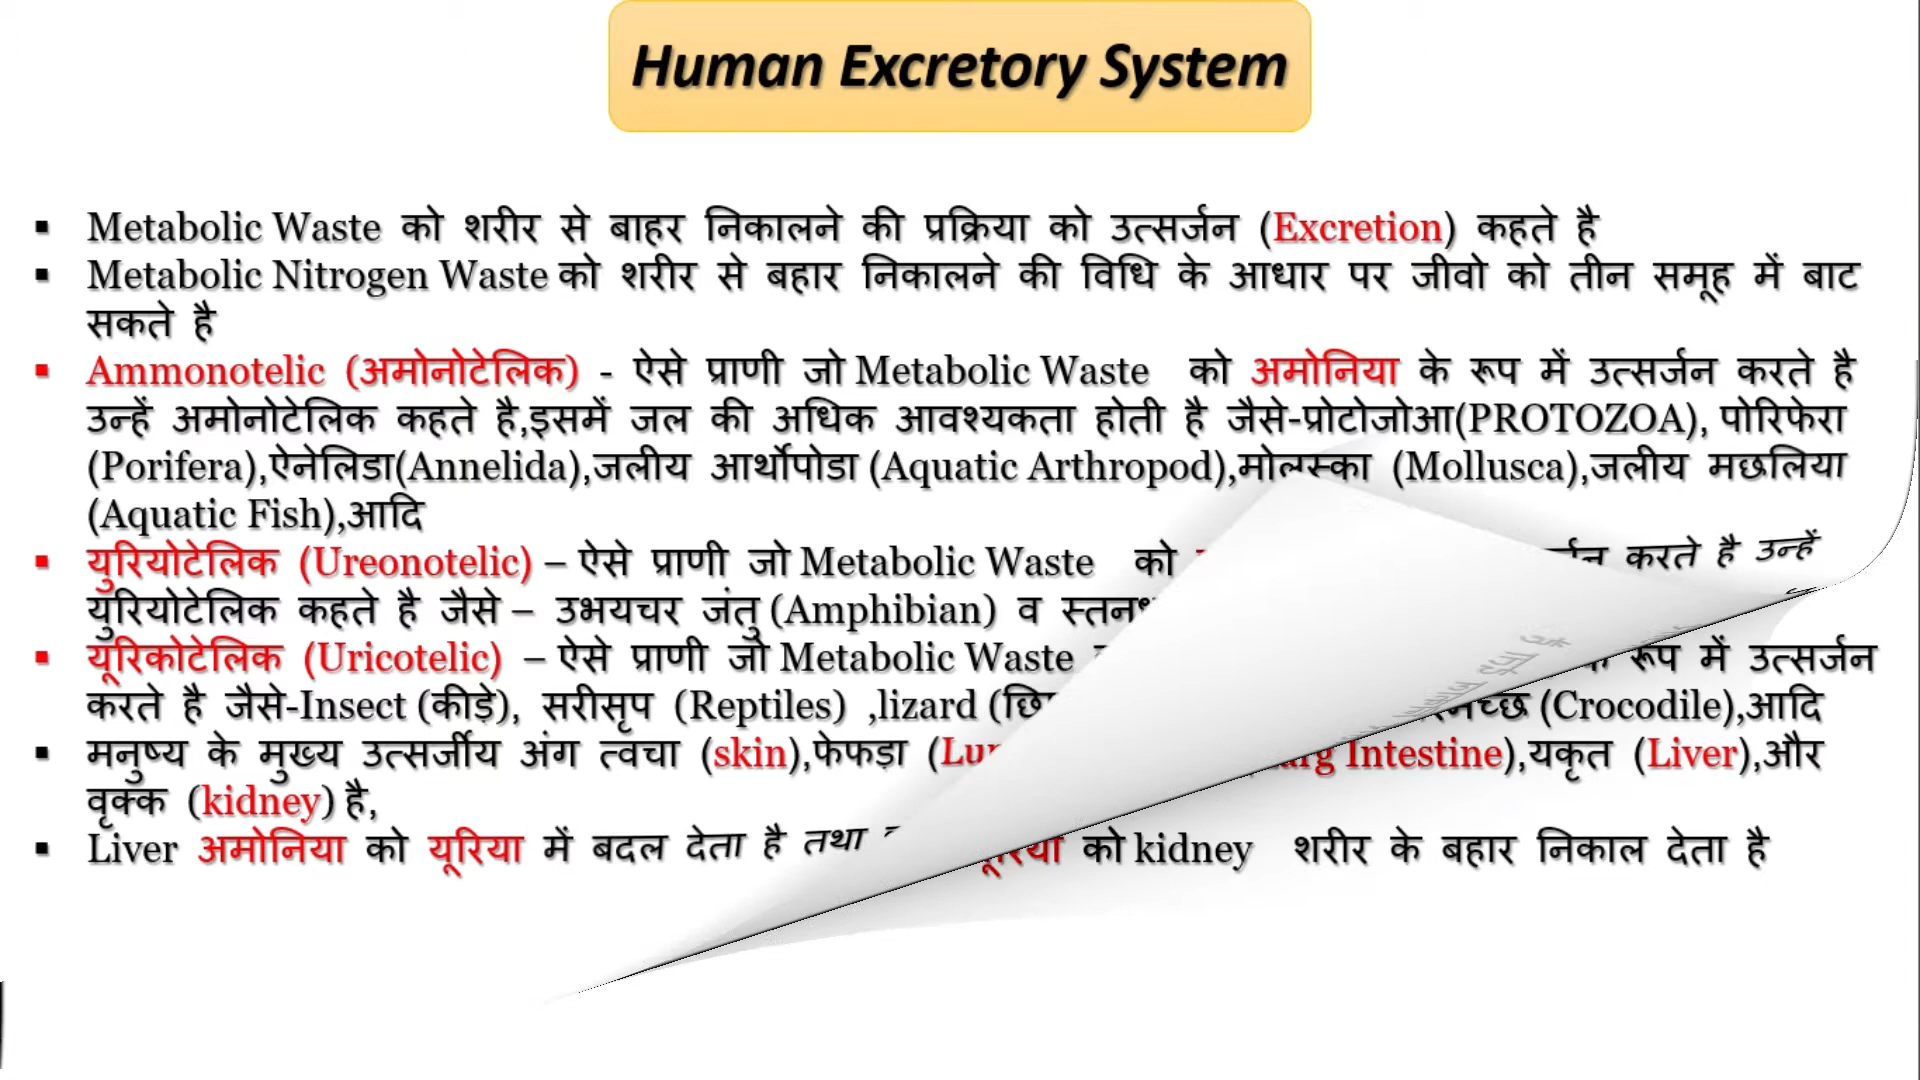 Human Excretory System
▪ Metabolic Waste को शरीर से बाहर निकालने की प्रक्रिया को उत्सर्जन (Excretion) कहते है
▪ Metabolic Nitrogen Waste को शरीर से बहार निकालने की विधि के आधार पर जीवो को तीन समूह में बाट
सकते है
▪ Ammonotelic (अमोनोटेलिक) - ऐसे प्राणी जो Metabolic Waste को अमोनिया के रूप में उत्सर्जन करते है
उन्हें अमोनोटेलिक कहते है,इसमें जल की अधिक आवश्यकता होती है जैसे-प्रोटोजोआ(PROTOZOA), पोरिफेरा
(Porifera),ऐनेलिडा(Annelida),जलीय आर्थोपोडा (Aquatic Arthropod),मोलस्का (Mollusca),जलीय मछलिया
(Aquatic Fish),आदि
▪ युरियोटेलिक (Ureonotelic) – ऐसे प्राणी जो Metabolic Waste को करते है उन्हें
युरियोटेलिक कहते है जैसे – उभयचर जंतु (Amphibian) व
▪ यूरिकोटेलिक (Uricotelic) – ऐसे प्राणी जो Metabolic Waste रूप में उत्सर्जन
करते है जैसे-Insect (कीड़े), सरीसृप (Reptiles) ,lizard (Crocodile),आदि
▪ मनुष्य के मुख्य उत्सर्जीय अंग त्वचा (skin),फेफड़ा Intestine),यकृत (Liver),और
वृक्क (kidney) है,
▪ Liver अमोनिया को यूरिया में बदल देता है तथा को kidney शरीर के बहार निकाल देता है